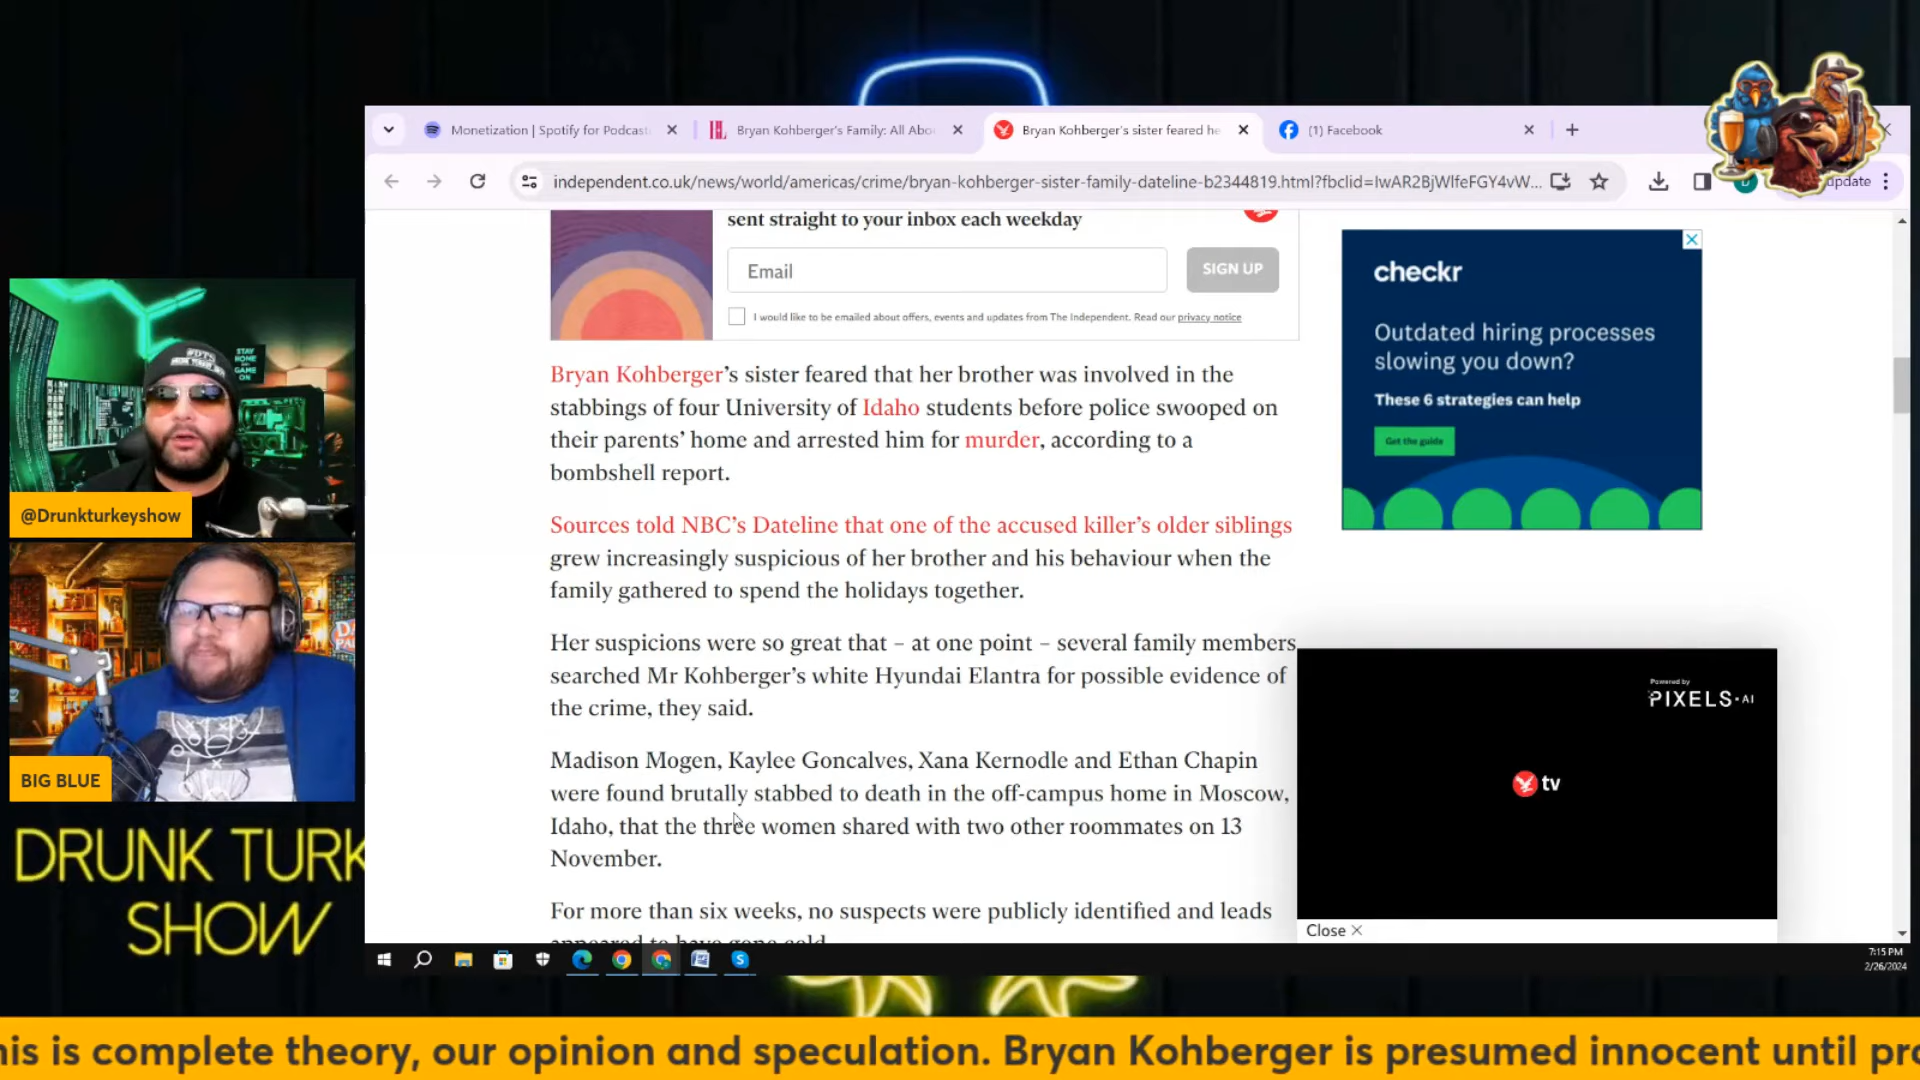 Monetization | Spotify for Podcast
Bryan Kohberger's Family: All Abo
Bryan Kohberger's sister feared he
(1) Facebook
independent.co.uk/news/world/americas/crime/bryan-kohberger-sister-family-dateline-b2344819.html?fbclid=IwAR2BjWlfeFGY4vW...
update
sent straight to your inbox each weekday
Email
SIGN UP
I would like to be emailed about offers, events and updates from The Independent. Read our privacy notice
Bryan Kohberger's sister feared that her brother was involved in the
stabbings of four University of Idaho students before police swooped on
their parents' home and arrested him for murder, according to a
bombshell report.
Sources told NBC's Dateline that one of the accused killer's older siblings
grew increasingly suspicious of her brother and his behaviour when the
family gathered to spend the holidays together.
Her suspicions were so great that – at one point – several family members
searched Mr Kohberger's white Hyundai Elantra for possible evidence of
the crime, they said.
Madison Mogen, Kaylee Goncalves, Xana Kernodle and Ethan Chapin
were found brutally stabbed to death in the off-campus home in Moscow,
Idaho, that the three women shared with two other roommates on 13
November.
For more than six weeks, no suspects were publicly identified and leads
appeared to have gone cold.
checkr
Outdated hiring processes
slowing you down?
These 6 strategies can help
Get the guide
Powered by
PIXELS.AI
tv
Close
7:15 PM
2/26/2024
STAY
HOME
GAME
ON
#DTS
@Drunkturkeyshow
BIG BLUE
DRUNK TURK
SHOW
his is complete theory, our opinion and speculation. Bryan Kohberger is presumed innocent until pro